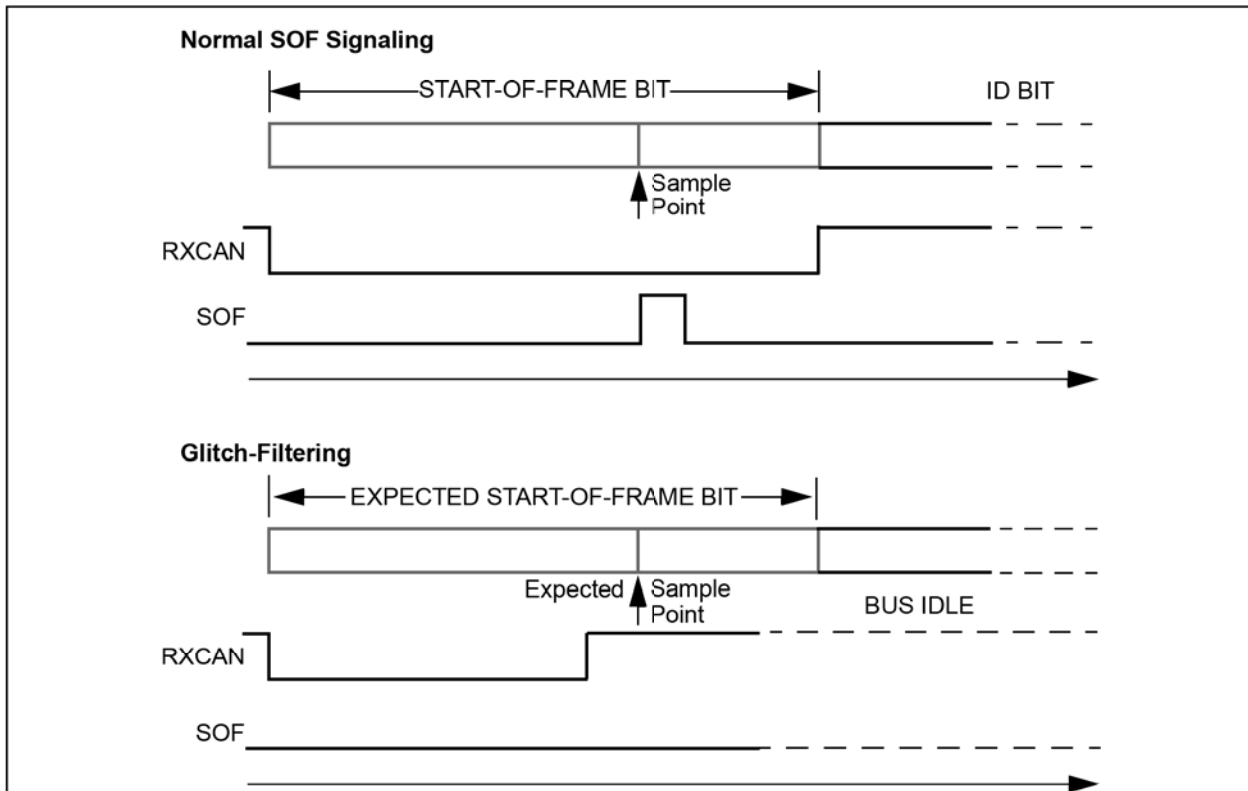 Normal SOF Signaling
START-OF-FRAME BIT
ID BIT
Sample
Point
RXCAN
SOF
Glitch-Filtering
EXPECTED START-OF-FRAME BIT
Expected Sample
Point
BUS IDLE
RXCAN
SOF